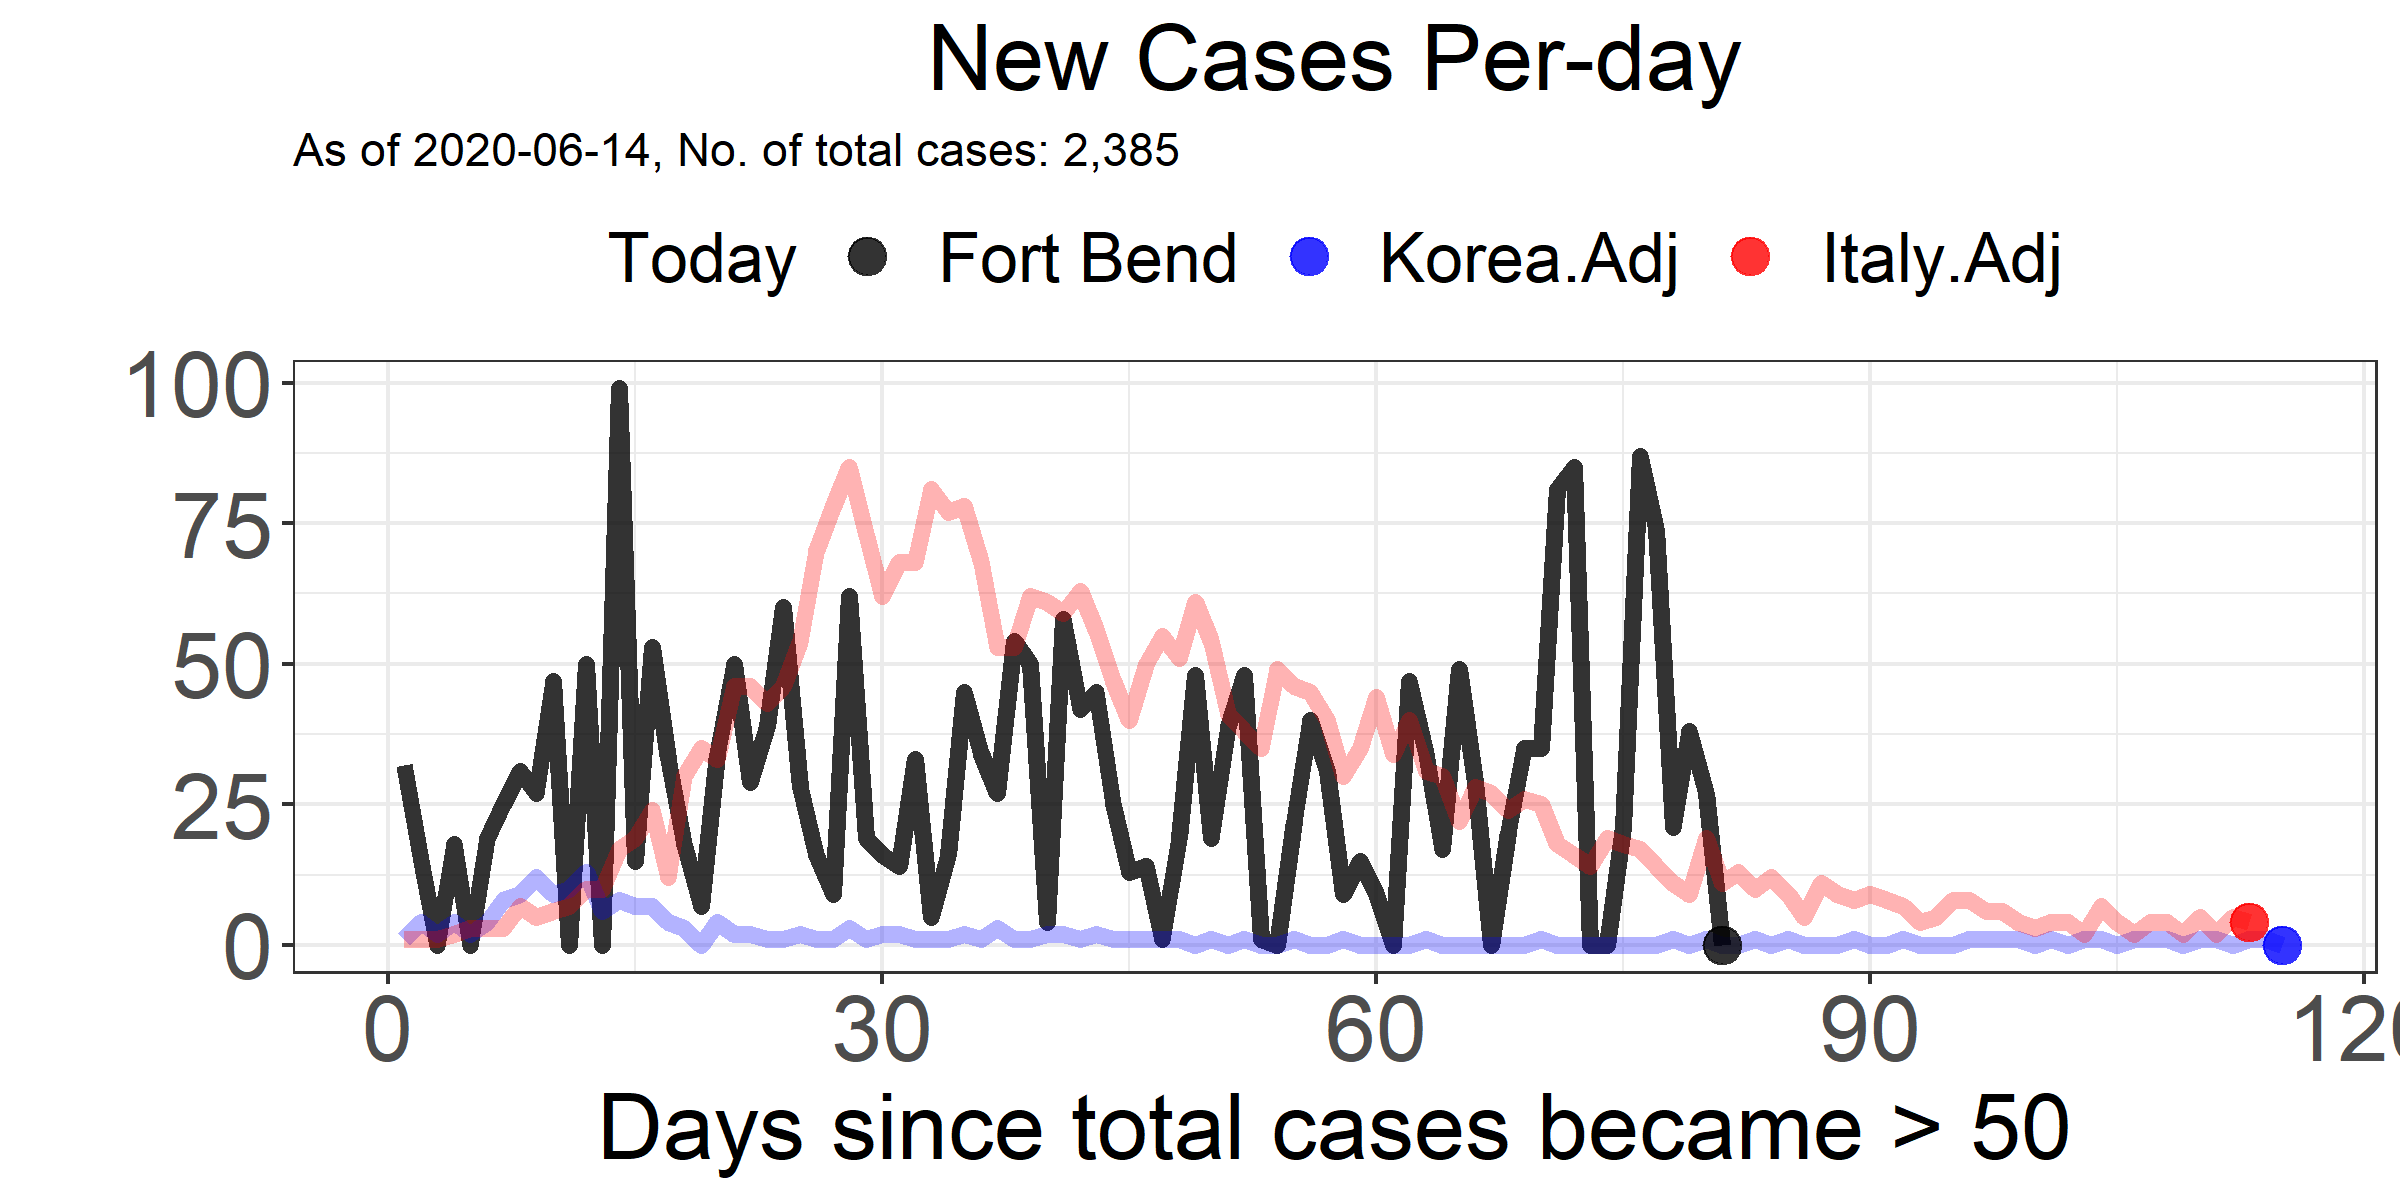 New Cases Per-day
As of 2020-06-14, No. of total cases: 2,385
Today Fort Bend Korea.Adj Italy.Adj
100
75
50
25
0
0 30 60 90 120
Days since total cases became > 50